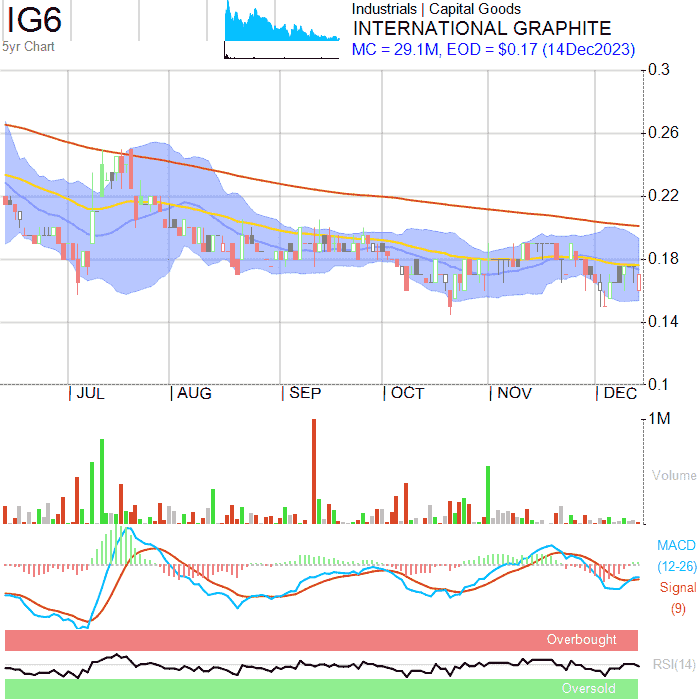 IG6
5yr Chart
Industrials | Capital Goods
INTERNATIONAL GRAPHITE
MC = 29.1M, EOD = $0.17 (14Dec2023)
0.3
0.26
0.22
0.18
0.14
0.1
JUL AUG SEP OCT NOV DEC
1M
Volume
MACD
(12-26)
Signal
(9)
Overbought
RSI(14)
Oversold